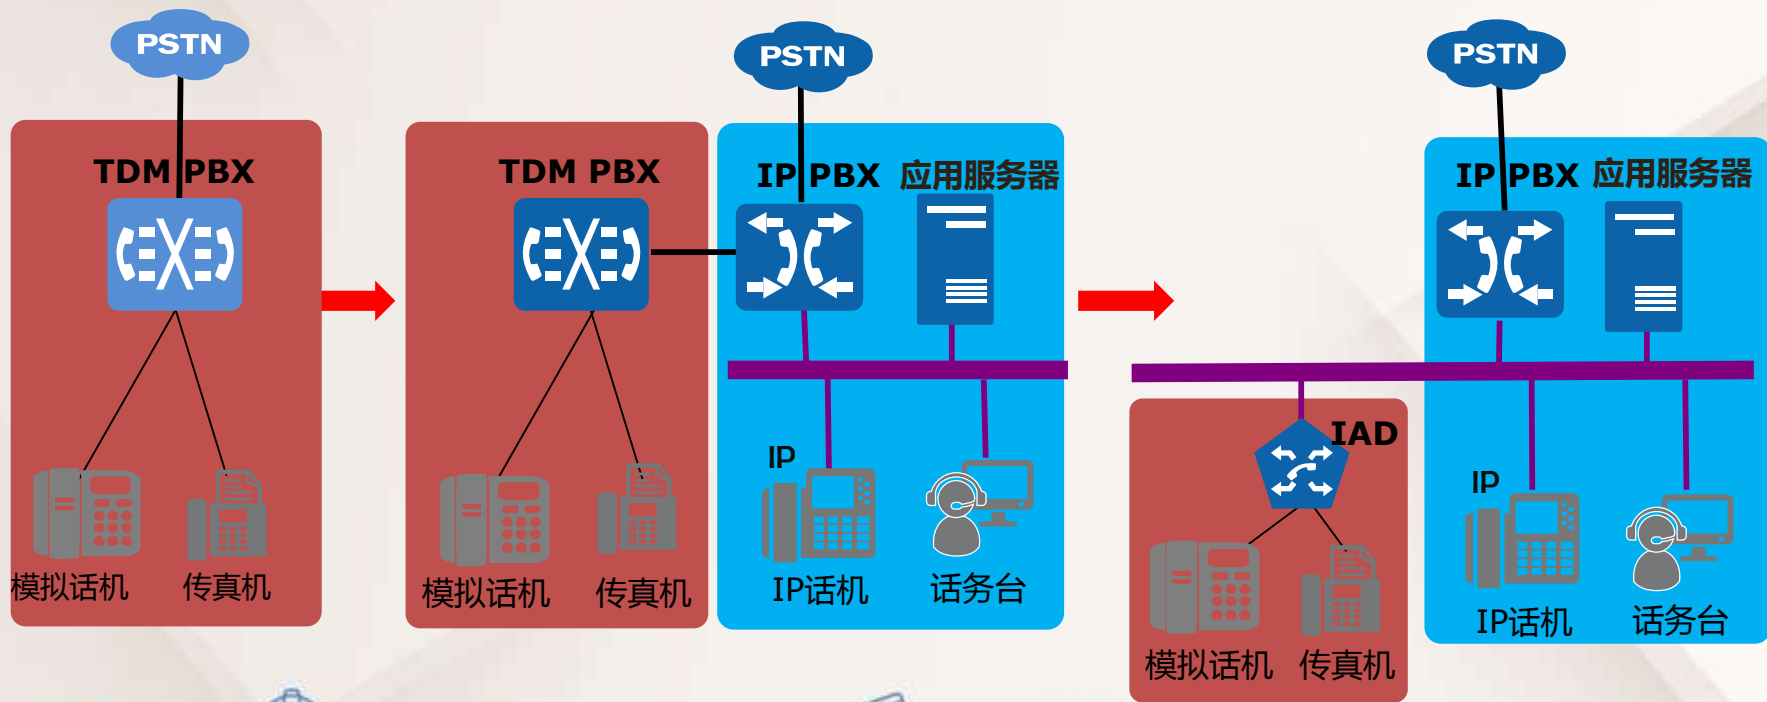 PSTN
TDM PBX
模拟话机
传真机
TDM PBX
模拟话机
传真机
PSTN
IP PBX
应用服务器
IP
IP话机
话务台
PSTN
IP PBX
应用服务器
IAD
模拟话机
传真机
IP
IP话机
话务台